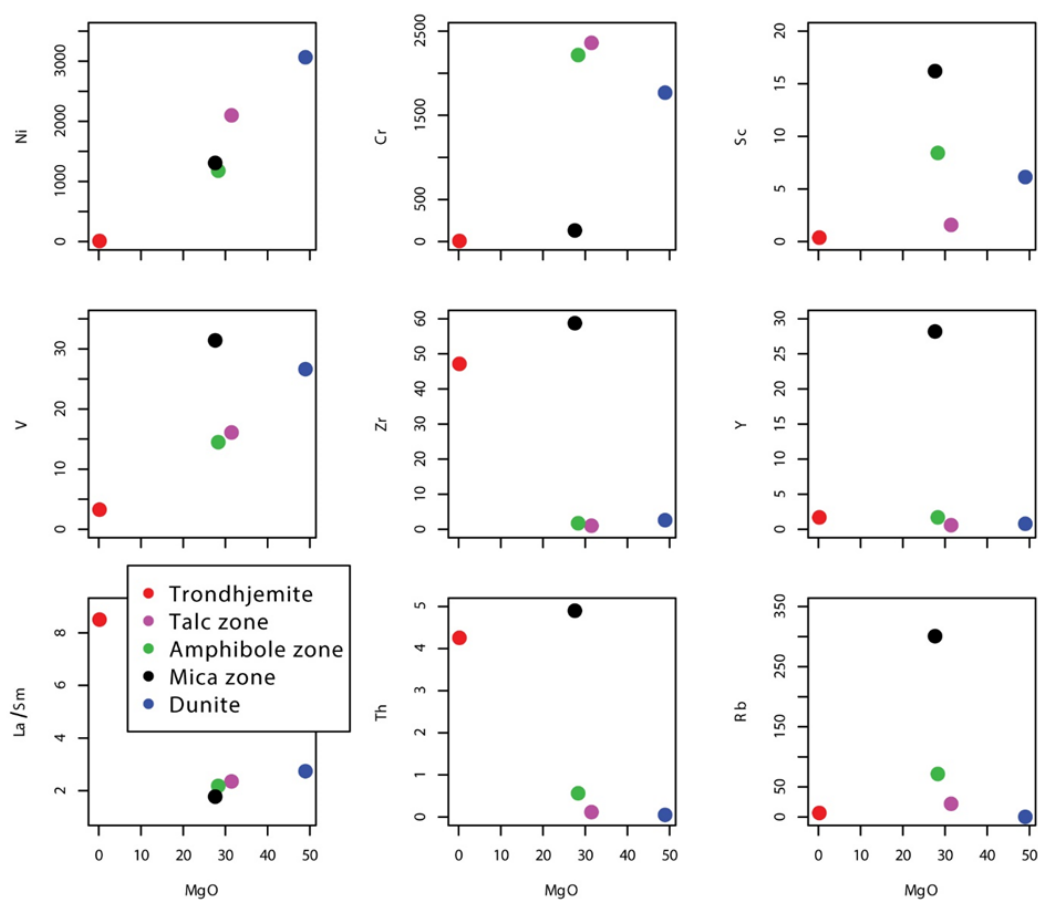 Ni
0
1000
2000
3000
Cr
0
500
1500
2500
Sc
0
5
10
15
20
V
0
10
20
30
Zr
0
10
20
30
40
50
60
Y
0
5
10
15
20
25
30
Trondhjemite
Talc zone
Amphibole zone
Mica zone
Dunite
La/Sm
2
4
6
8
0 10 20 30 40 50
MgO
Th
0
1
2
3
4
5
0 10 20 30 40 50
MgO
Rb
0
50
150
250
350
0 10 20 30 40 50
MgO